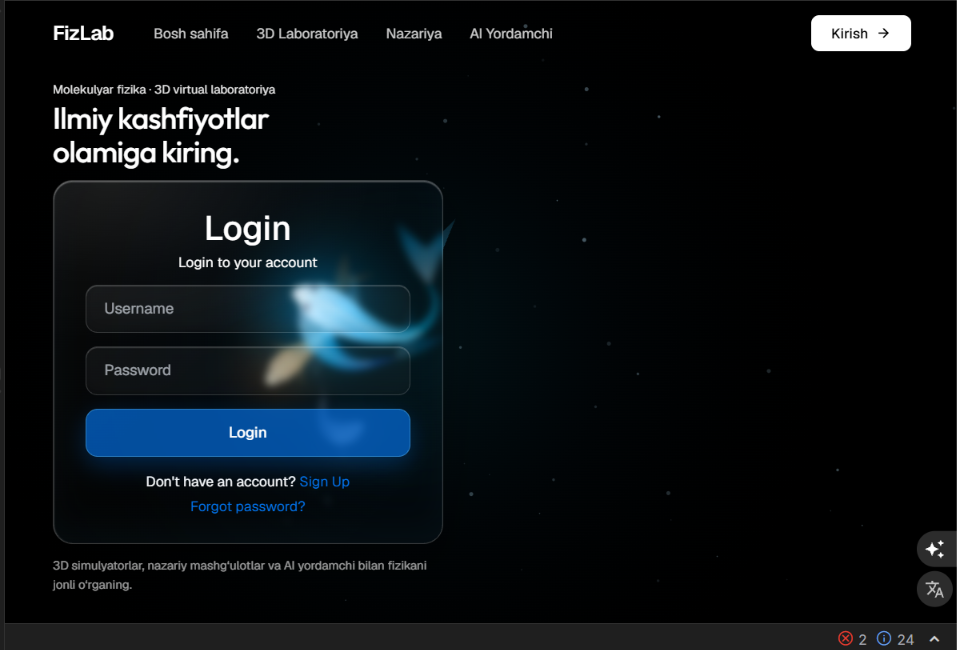 FizLab Bosh sahifa 3D Laboratoriya Nazariya AI Yordamchi Kirish →
Molekulyar fizika · 3D virtual laboratoriya
Ilmiy kashfiyotlar
olamiga kiring.
Login
Login to your account
Username
Password
Login
Don't have an account? Sign Up
Forgot password?
3D simulyatorlar, nazariy mashg'ulotlar va AI yordamchi bilan fizikani
jonli o'rganing.
2 24